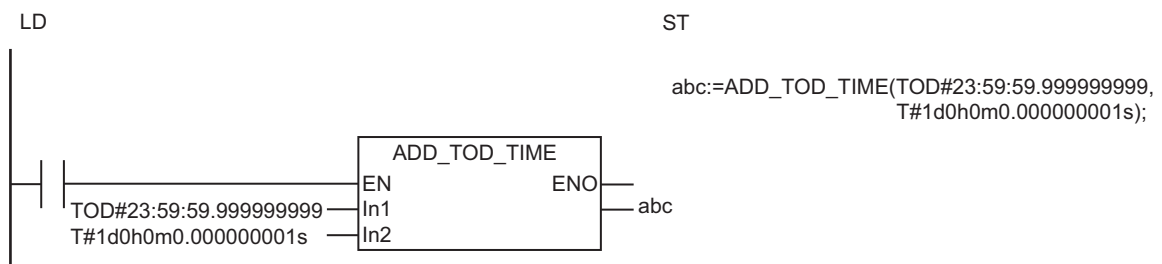 LD
ST
abc:=ADD_TOD_TIME(TOD#23:59:59.999999999,
T#1d0h0m0.000000001s);
ADD_TOD_TIME
EN ENO
TOD#23:59:59.999999999 In1 abc
T#1d0h0m0.000000001s In2